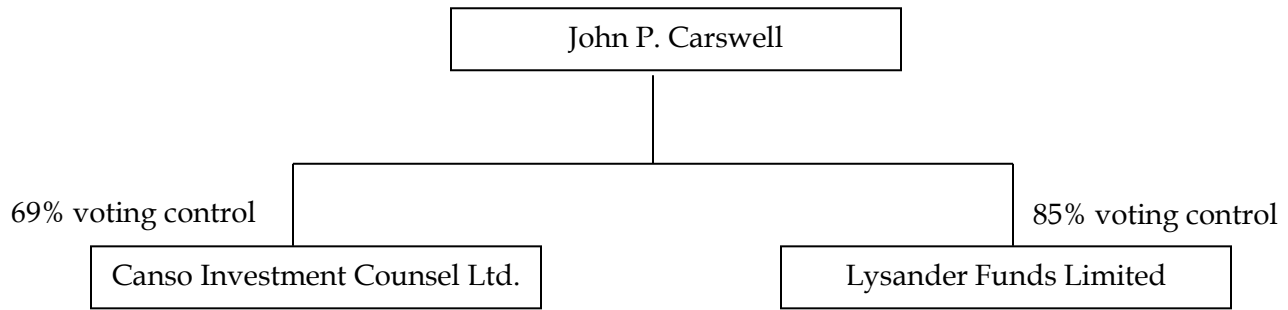 John P. Carswell
69% voting control
85% voting control
Canso Investment Counsel Ltd.
Lysander Funds Limited